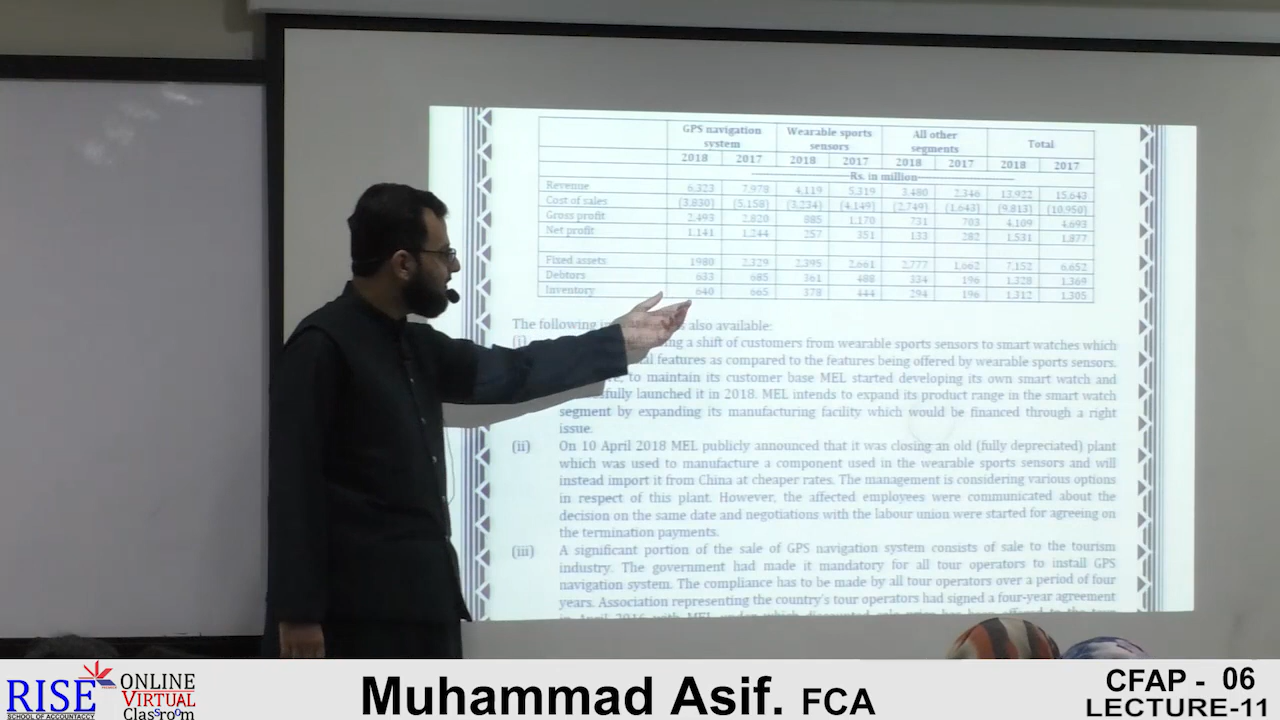 GPS navigation system Wearable sports sensors All other segments Total
2018 2017 2018 2017 2018 2017 2018 2017
Rs. in million
Revenue 6,323 7,978 4,119 5,319 3,480 2,346 13,922 15,643
Cost of sales (3,830) (5,158) (3,234) (4,149) (2,749) (1,643) (9,813) (10,950)
Gross profit 2,493 2,820 885 1,170 731 703 4,109 4,693
Net profit 1,141 1,244 257 351 133 282 1,531 1,877
Fixed assets 1980 2,329 2,395 2,661 2,777 1,662 7,152 6,652
Debtors 633 685 361 488 334 196 1,328 1,369
Inventory 640 665 378 444 294 196 1,312 1,305
The following also available:
(i) a shift of customers from wearable sports sensors to smart watches which
features as compared to the features being offered by wearable sports sensors.
to maintain its customer base MEL started developing its own smart watch and
launched it in 2018. MEL intends to expand its product range in the smart watch
segment by expanding its manufacturing facility which would be financed through a right
issue.
(ii) On 10 April 2018 MEL publicly announced that it was closing an old (fully depreciated) plant
which was used to manufacture a component used in the wearable sports sensors and will
instead import it from China at cheaper rates. The management is considering various options
in respect of this plant. However, the affected employees were communicated about the
decision on the same date and negotiations with the labour union were started for agreeing on
the termination payments.
(iii) A significant portion of the sale of GPS navigation system consists of sale to the tourism
industry. The government had made it mandatory for all tour operators to install GPS
navigation system. The compliance has to be made by all tour operators over a period of four
years. Association representing the country's tour operators had signed a four-year agreement
RISE
SCHOOL OF ACCOUNTANCY
ONLINE
VIRTUAL
Classroom
Muhammad Asif. FCA
CFAP - 06
LECTURE-11